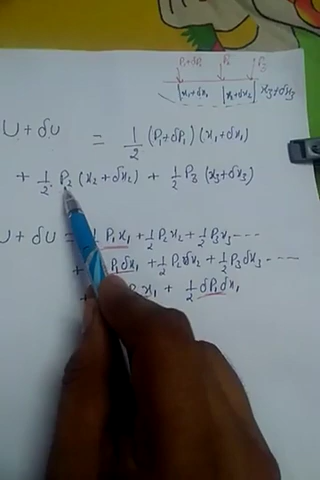 P₁+δP₁ P₂ P₃
x₁+δx₁ x₂+δx₂ x₃+δx₃
U + δu = 1/2 (P₁+δP₁) (x₁+δx₁)
+ 1/2 P₂ (x₂+δx₂) + 1/2 P₃ (x₃+δx₃)
U + δu = P₁x₁ + 1/2 P₂x₂ + 1/2 P₃x₃ ----
+ P₁δx₁ + 1/2 P₂δx₂ + 1/2 P₃δx₃ ----
x₁ + 1/2 δP₁δx₁